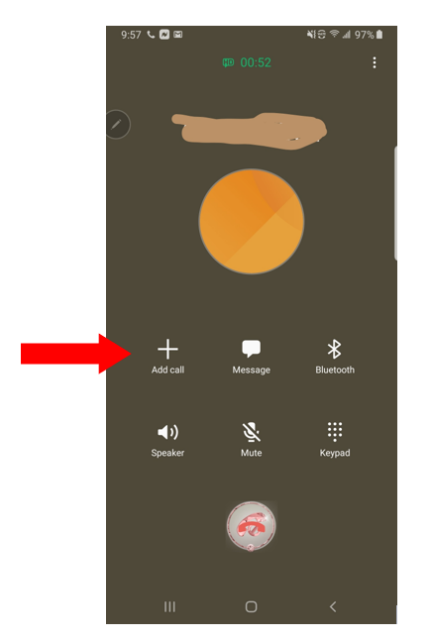 9:57 97%
00:52
Add call Message Bluetooth
Speaker Mute Keypad